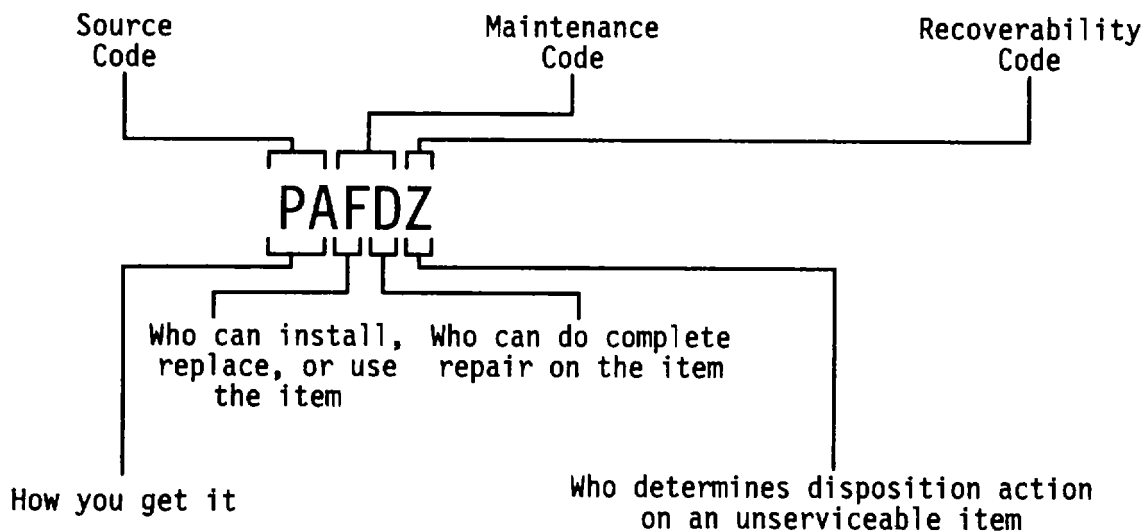 Source
Code
Maintenance
Code
Recoverability
Code
PAFDZ
Who can install,
replace, or use
the item
Who can do complete
repair on the item
How you get it
Who determines disposition action
on an unserviceable item